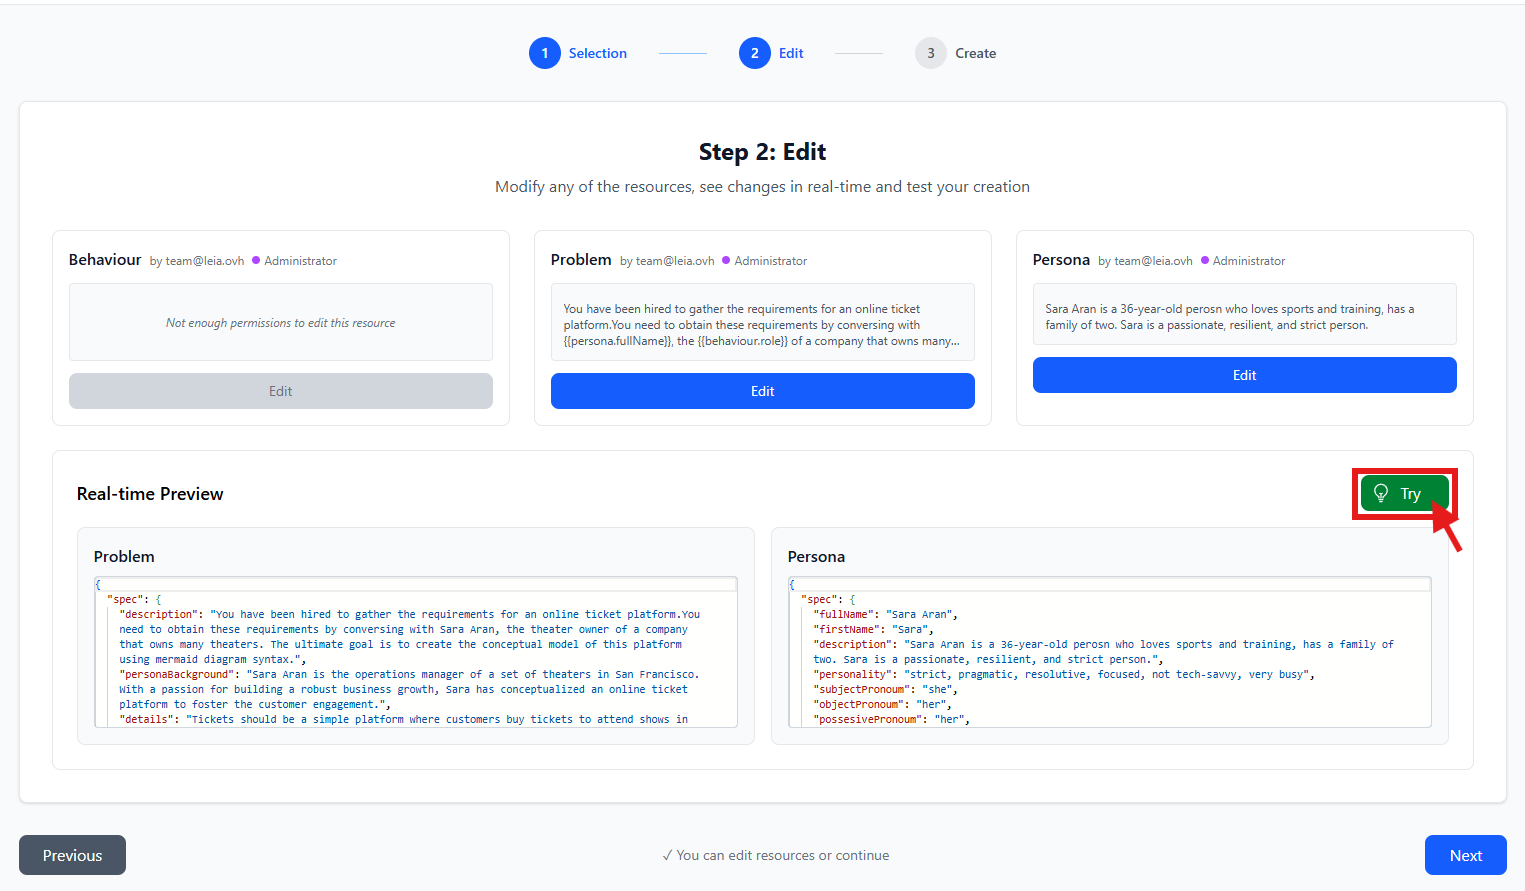 1 Selection
2 Edit
3 Create
Step 2: Edit
Modify any of the resources, see changes in real-time and test your creation
Behaviour by team@leia.ovh Administrator
Not enough permissions to edit this resource
Edit
Problem by team@leia.ovh Administrator
You have been hired to gather the requirements for an online ticket
platform.You need to obtain these requirements by conversing with
{{persona.fullName}}, the {{behaviour.role}} of a company that owns many...
Edit
Persona by team@leia.ovh Administrator
Sara Aran is a 36-year-old perosn who loves sports and training, has a
family of two. Sara is a passionate, resilient, and strict person.
Edit
Real-time Preview
Try
Problem
{
"spec": {
"description": "You have been hired to gather the requirements for an online ticket platform.You
need to obtain these requirements by conversing with Sara Aran, the theater owner of a company
that owns many theaters. The ultimate goal is to create the conceptual model of this platform
using mermaid diagram syntax.",
"personaBackground": "Sara Aran is the operations manager of a set of theaters in San Francisco.
With a passion for building a robust business growth, Sara has conceptualized an online ticket
platform to foster the customer engagement.",
"details": "Tickets should be a simple platform where customers buy tickets to attend shows in
Persona
{
"spec": {
"fullName": "Sara Aran",
"firstName": "Sara",
"description": "Sara Aran is a 36-year-old perosn who loves sports and training, has a family of
two. Sara is a passionate, resilient, and strict person.",
"personality": "strict, pragmatic, resolutive, focused, not tech-savvy, very busy",
"subjectPronoum": "she",
"objectPronoum": "her",
"possesivePronoum": "her",
Previous
✓ You can edit resources or continue
Next